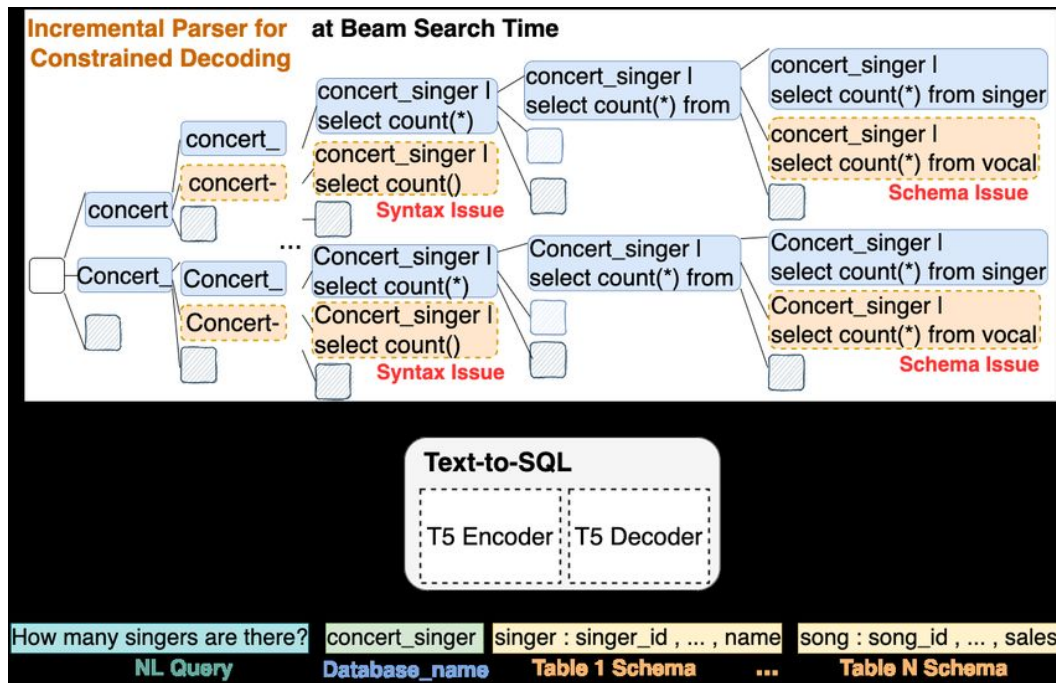 Incremental Parser for at Beam Search Time
Constrained Decoding
concert_singer |
select count(*) from singer
concert_singer |
select count(*) from
concert_singer |
select count(*)
concert_
concert_singer |
select count(*) from vocal
concert_singer |
select count()
concert-
Schema Issue
Syntax Issue
concert
...
Concert_singer |
select count(*) from singer
Concert_singer |
select count(*) from
Concert_singer |
select count(*)
Concert_
Concert_
Concert_singer |
select count(*) from vocal
Concert_singer |
select count()
Concert-
Schema Issue
Syntax Issue
Text-to-SQL
T5 Encoder T5 Decoder
How many singers are there? concert_singer singer : singer_id , ... , name song : song_id , ... , sales
NL Query Database_name Table 1 Schema ... Table N Schema